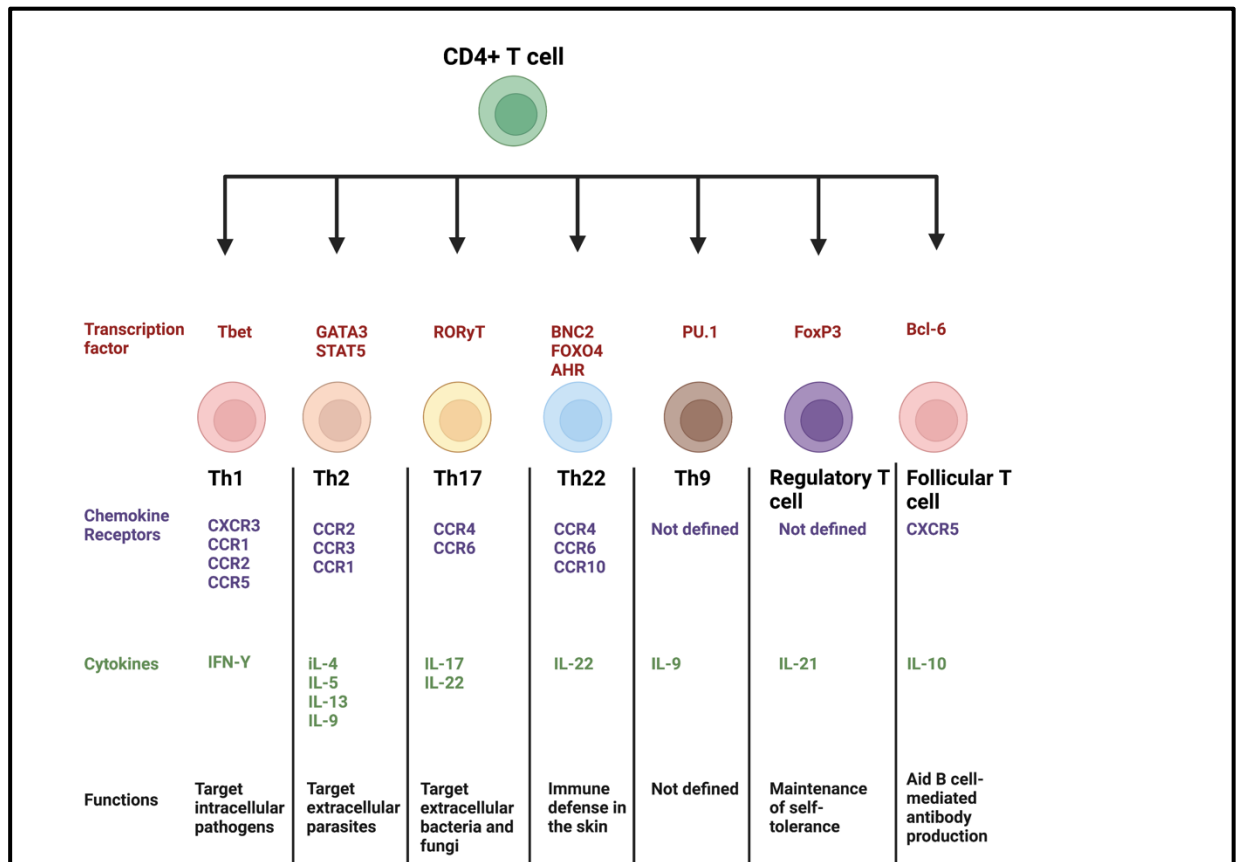 CD4+ T cell
Transcription
factor
Tbet
GATA3
STAT5
RORyT
BNC2
FOXO4
AHR
PU.1
FoxP3
Bcl-6
Th1
Th2
Th17
Th22
Th9
Regulatory T
cell
Follicular T
cell
Chemokine
Receptors
CXCR3
CCR1
CCR2
CCR5
CCR2
CCR3
CCR1
CCR4
CCR6
CCR4
CCR6
CCR10
Not defined
Not defined
CXCR5
Cytokines
IFN-Y
iL-4
IL-5
IL-13
IL-9
IL-17
IL-22
IL-22
IL-9
IL-21
IL-10
Functions
Target
intracellular
pathogens
Target
extracellular
parasites
Target
extracellular
bacteria and
fungi
Immune
defense in
the skin
Not defined
Maintenance
of self-
tolerance
Aid B cell-
mediated
antibody
production